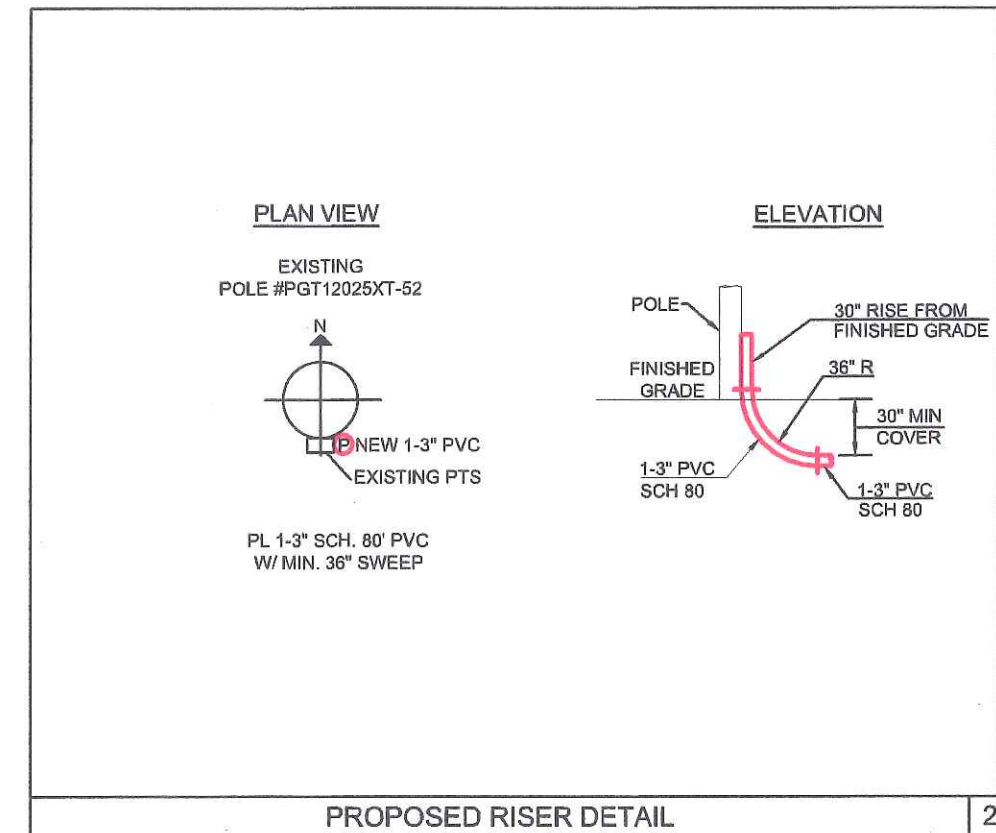 PLAN VIEW
EXISTING
POLE #PGT12025XT-52
N
P NEW 1-3" PVC
EXISTING PTS
PL 1-3" SCH. 80' PVC
W/ MIN. 36" SWEEP
ELEVATION
POLE
30" RISE FROM
FINISHED GRADE
FINISHED
GRADE
36" R
30" MIN
COVER
1-3" PVC
SCH 80
1-3" PVC
SCH 80
PROPOSED RISER DETAIL
2